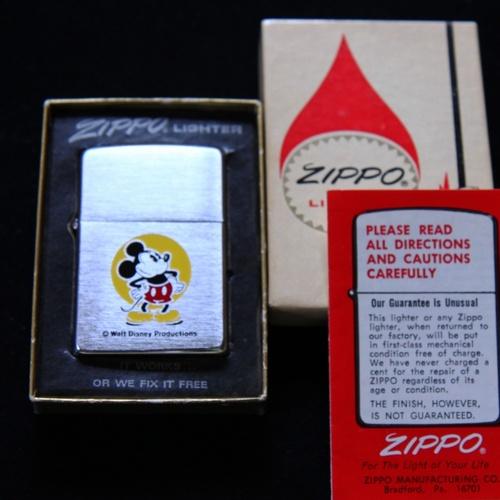 ZIPPO LIGHTER
© Walt Disney Productions
IT WORKS
OR WE FIX IT FREE
ZIPPO®
PLEASE READ
ALL DIRECTIONS
AND CAUTIONS
CAREFULLY
Our Guarantee is Unusual
This lighter or any Zippo
lighter, when returned to
our factory, will be put
in first-class mechanical
condition free of charge.
We have never charged a
cent for the repair of a
ZIPPO regardless of its
age or condition.
THE FINISH, HOWEVER,
IS NOT GUARANTEED.
ZIPPO®
For The Light of Your Life
ZIPPO MANUFACTURING CO
Bradford, Pa. 16701